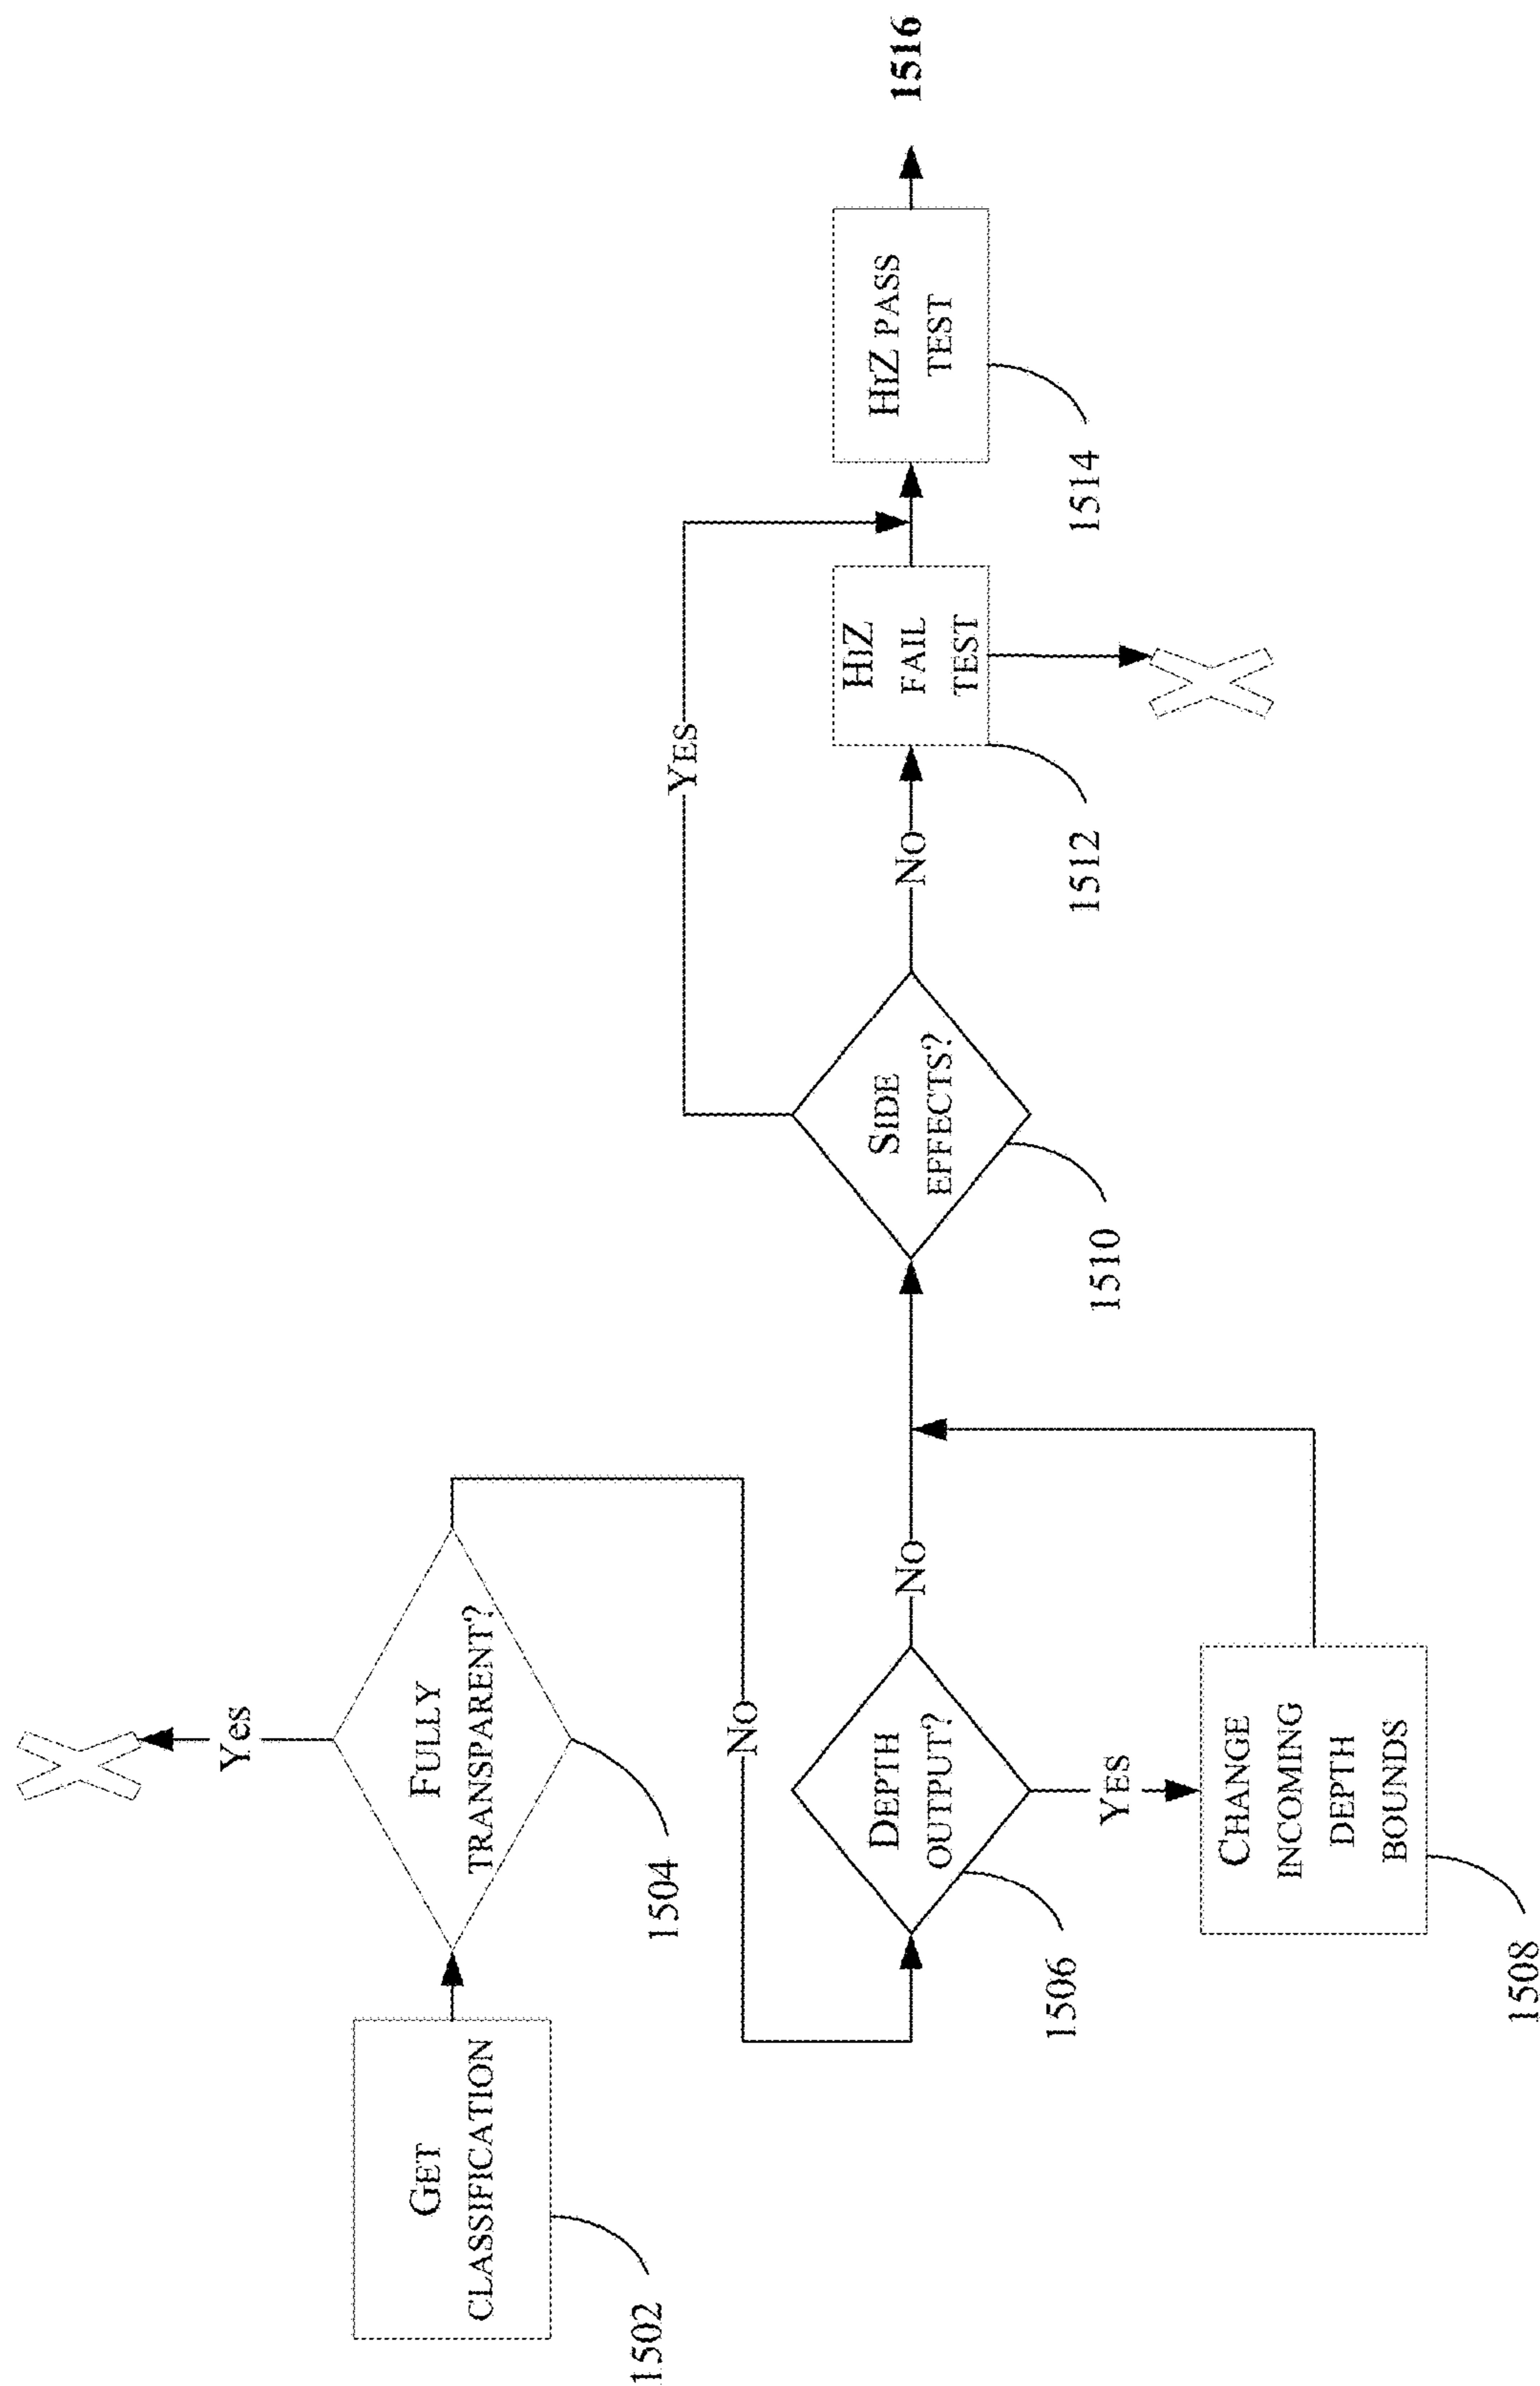 GET
CLASSIFICATION
1502
FULLY
TRANSPARENT?
1504
Yes
NO
DEPTH
OUTPUT?
1506
YES
CHANGE
INCOMING
DEPTH
BOUNDS
1508
NO
SIDE
EFFECTS?
1510
YES
NO
HIZ
FAIL
TEST
1512
HIZ PASS
TEST
1514
1516